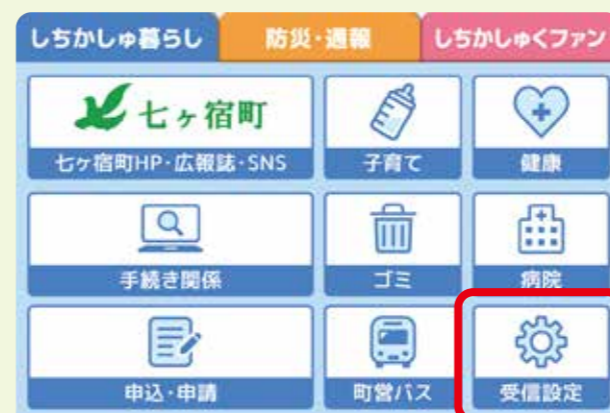 しちかしゅ暮らし
防災・通報
しちかしゅくファン
七ヶ宿町
七ヶ宿町HP・広報誌・SNS
子育て
健康
手続き関係
ゴミ
病院
申込・申請
町営バス
受信設定